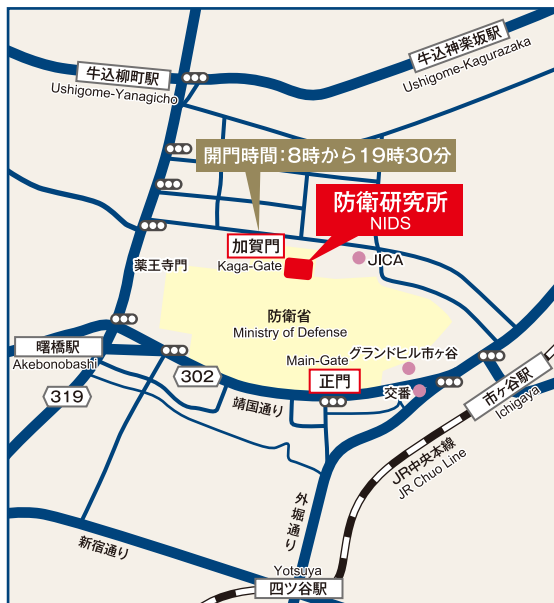 牛込神楽坂駅
Ushigome-Kagurazaka
牛込柳町駅
Ushigome-Yanagicho
開門時間：8時から19時30分
防衛研究所
NIDS
加賀門
Kaga-Gate
JICA
薬王寺門
防衛省
Ministry of Defense
曙橋駅
Akebonobashi
Main-Gate
正門
グランドヒル市ヶ谷
交番
市ヶ谷駅
Ichigaya
302
319
靖国通り
JR中央本線
JR Chuo Line
外堀通り
新宿通り
Yotsuya
四ツ谷駅